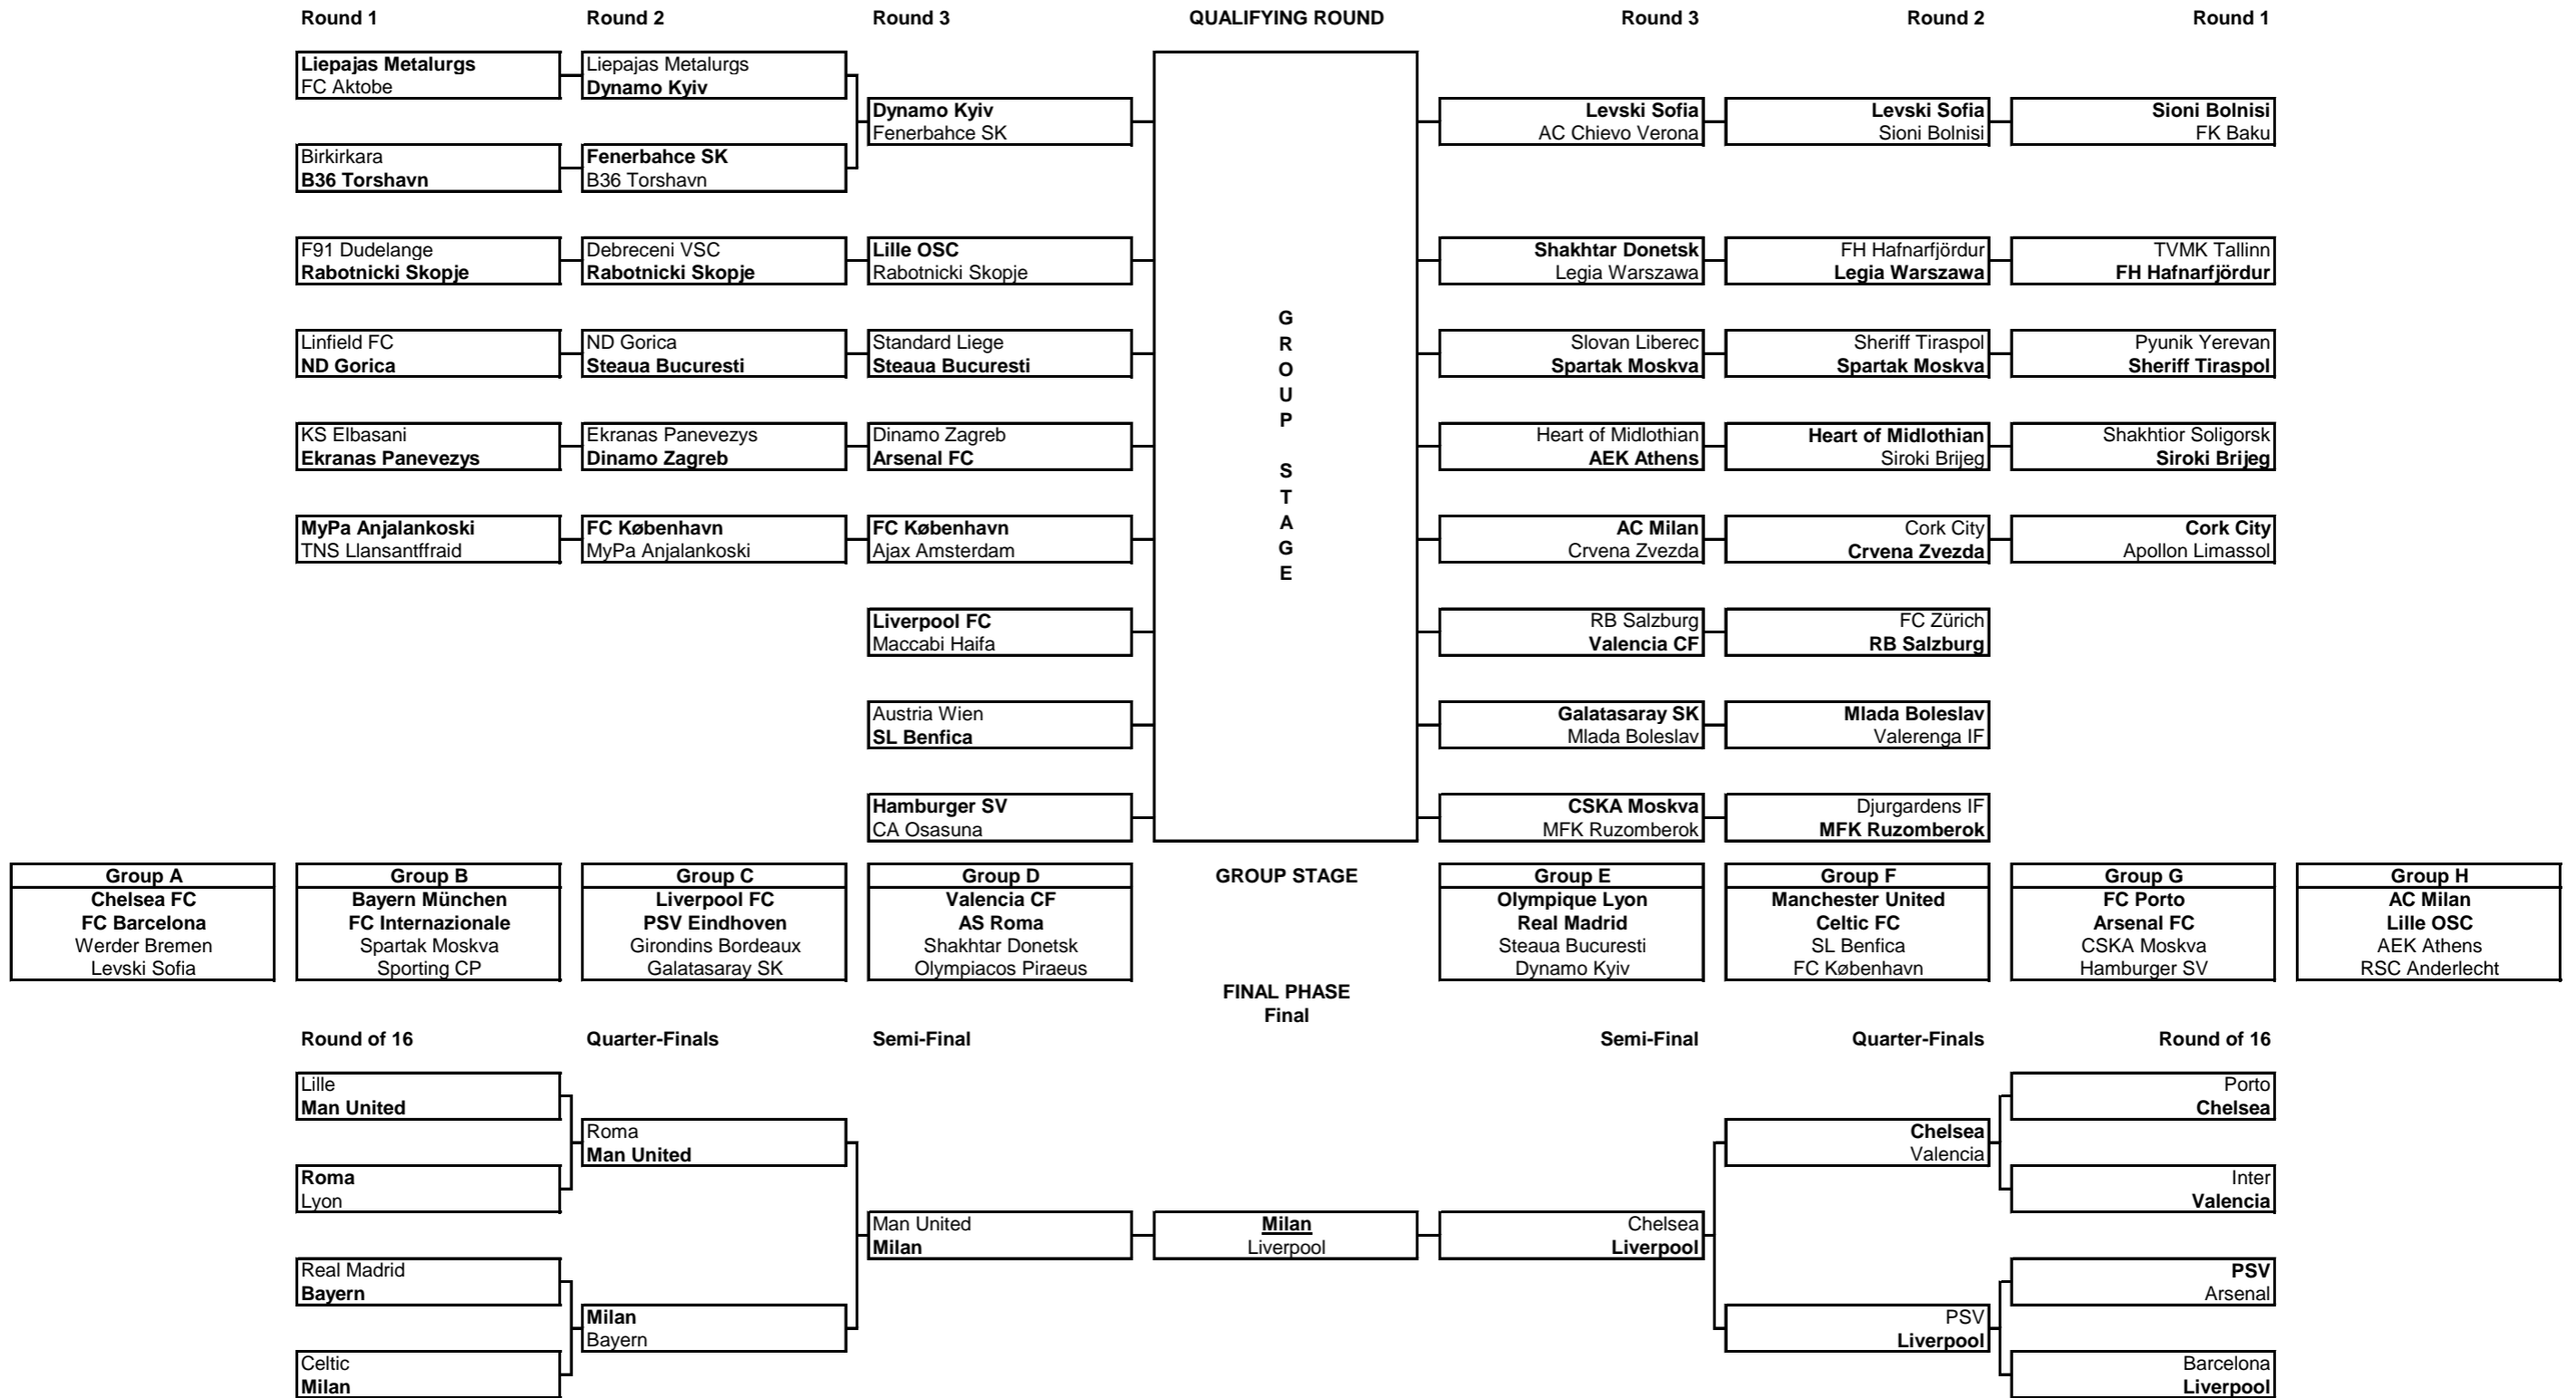 Round 1 Round 2 Round 3 QUALIFYING ROUND Round 3 Round 2 Round 1
Liepajas Metalurgs Liepajas Metalurgs
FC Aktobe Dynamo Kyiv
Dynamo Kyiv Levski Sofia Levski Sofia Sioni Bolnisi
Fenerbahce SK AC Chievo Verona Sioni Bolnisi FK Baku
Birkirkara Fenerbahce SK
B36 Torshavn B36 Torshavn
F91 Dudelange Debreceni VSC Lille OSC Shakhtar Donetsk FH Hafnarfjördur TVMK Tallinn
Rabotnicki Skopje Rabotnicki Skopje Rabotnicki Skopje Legia Warszawa Legia Warszawa FH Hafnarfjördur
G
Linfield FC ND Gorica Standard Liege R Slovan Liberec Sheriff Tiraspol Pyunik Yerevan
ND Gorica Steaua Bucuresti Steaua Bucuresti O Spartak Moskva Spartak Moskva Sheriff Tiraspol
U
P
KS Elbasani Ekranas Panevezys Dinamo Zagreb Heart of Midlothian Heart of Midlothian Shakhtior Soligorsk
Ekranas Panevezys Dinamo Zagreb Arsenal FC AEK Athens Siroki Brijeg Siroki Brijeg
S
T
MyPa Anjalankoski FC København FC København A AC Milan Cork City Cork City
TNS Llansantffraid MyPa Anjalankoski Ajax Amsterdam G Crvena Zvezda Crvena Zvezda Apollon Limassol
E
Liverpool FC RB Salzburg FC Zürich
Maccabi Haifa Valencia CF RB Salzburg
Austria Wien Galatasaray SK Mlada Boleslav
SL Benfica Mlada Boleslav Valerenga IF
Hamburger SV CSKA Moskva Djurgardens IF
CA Osasuna MFK Ruzomberok MFK Ruzomberok
Group A Group B Group C Group D GROUP STAGE Group E Group F Group G Group H
Chelsea FC Bayern München Liverpool FC Valencia CF Olympique Lyon Manchester United FC Porto AC Milan
FC Barcelona FC Internazionale PSV Eindhoven AS Roma Real Madrid Celtic FC Arsenal FC Lille OSC
Werder Bremen Spartak Moskva Girondins Bordeaux Shakhtar Donetsk Steaua Bucuresti SL Benfica CSKA Moskva AEK Athens
Levski Sofia Sporting CP Galatasaray SK Olympiacos Piraeus Dynamo Kyiv FC København Hamburger SV RSC Anderlecht
FINAL PHASE
Final
Round of 16 Quarter-Finals Semi-Final Semi-Final Quarter-Finals Round of 16
Lille Porto
Man United Chelsea
Roma Chelsea
Man United Valencia
Roma Inter
Lyon Valencia
Man United Milan Chelsea
Milan Liverpool Liverpool
Real Madrid PSV
Bayern Arsenal
Milan PSV
Bayern Liverpool
Celtic Barcelona
Milan Liverpool